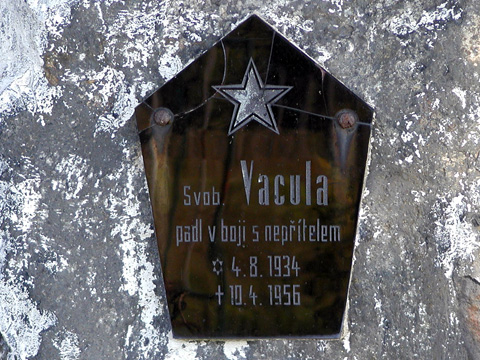 Svob. Vacula
padl v boji s nepřítelem
✡ 4.8.1934
✝ 10.4.1956